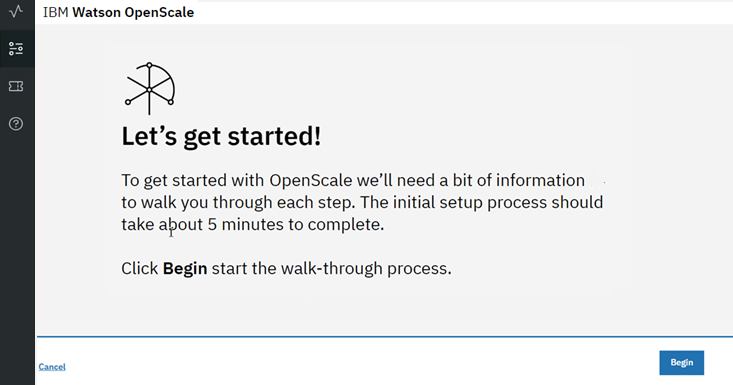 IBM Watson OpenScale
Let's get started!
To get started with OpenScale we'll need a bit of information
to walk you through each step. The initial setup process should
take about 5 minutes to complete.
Click Begin start the walk-through process.
Cancel
Begin